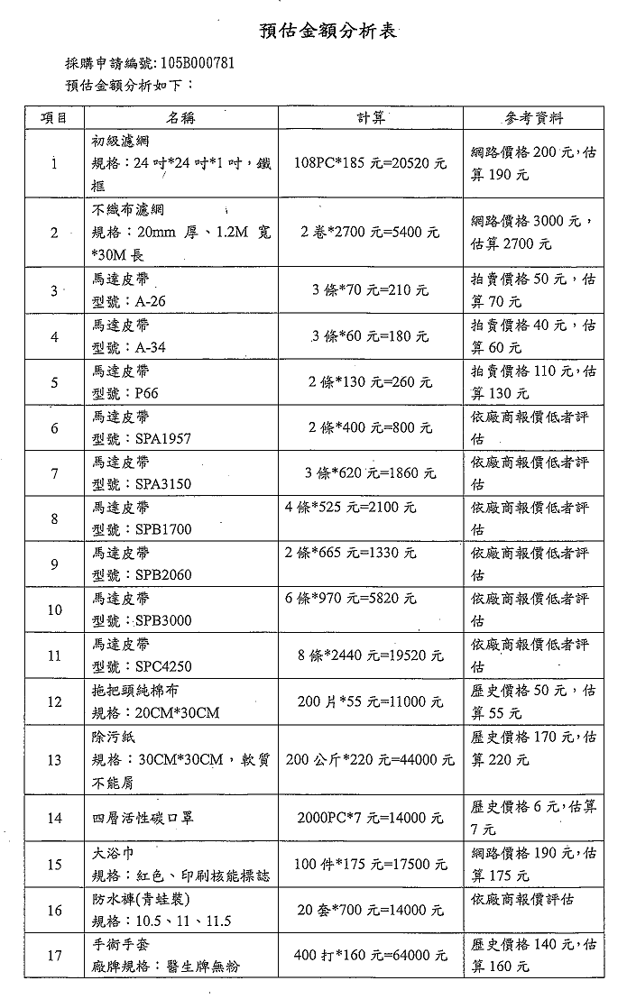 預估金額分析表
採購申請編號:105B000781
預估金額分析如下：
項目 名稱 計算 參考資料
1 初級濾網 規格：24 吋*24 吋*1 吋，鐵框 108PC*185 元=20520 元 網路價格 200 元，估算 190 元
2 不織布濾網 規格：20mm 厚、1.2M 寬*30M 長 2 卷*2700 元=5400 元 網路價格 3000 元，估算 2700 元
3 馬達皮帶 型號：A-26 3 條*70 元=210 元 拍賣價格 50 元，估算 70 元
4 馬達皮帶 型號：A-34 3 條*60 元=180 元 拍賣價格 40 元，估算 60 元
5 馬達皮帶 型號：P66 2 條*130 元=260 元 拍賣價格 110 元，估算 130 元
6 馬達皮帶 型號：SPA1957 2 條*400 元=800 元 依廠商報價低者評估
7 馬達皮帶 型號：SPA3150 3 條*620 元=1860 元 依廠商報價低者評估
8 馬達皮帶 型號：SPB1700 4 條*525 元=2100 元 依廠商報價低者評估
9 馬達皮帶 型號：SPB2060 2 條*665 元=1330 元 依廠商報價低者評估
10 馬達皮帶 型號：SPB3000 6 條*970 元=5820 元 依廠商報價低者評估
11 馬達皮帶 型號：SPC4250 8 條*2440 元=19520 元 依廠商報價低者評估
12 拖把頭純棉布 規格：20CM*30CM 200 片*55 元=11000 元 歷史價格 50 元，估算 55 元
13 除污紙 規格：30CM*30CM，軟質不能屑 200 公斤*220 元=44000 元 歷史價格 170 元，估算 220 元
14 四層活性碳口罩 2000PC*7 元=14000 元 歷史價格 6 元，估算 7 元
15 大浴巾 規格：紅色、印刷核能標誌 100 件*175 元=17500 元 網路價格 190 元，估算 175 元
16 防水褲(青蛙裝) 規格：10.5、11、11.5 20 套*700 元=14000 元 依廠商報價評估
17 手術手套 廠牌規格：醫生牌無粉 400 打*160 元=64000 元 歷史價格 140 元，估算 160 元